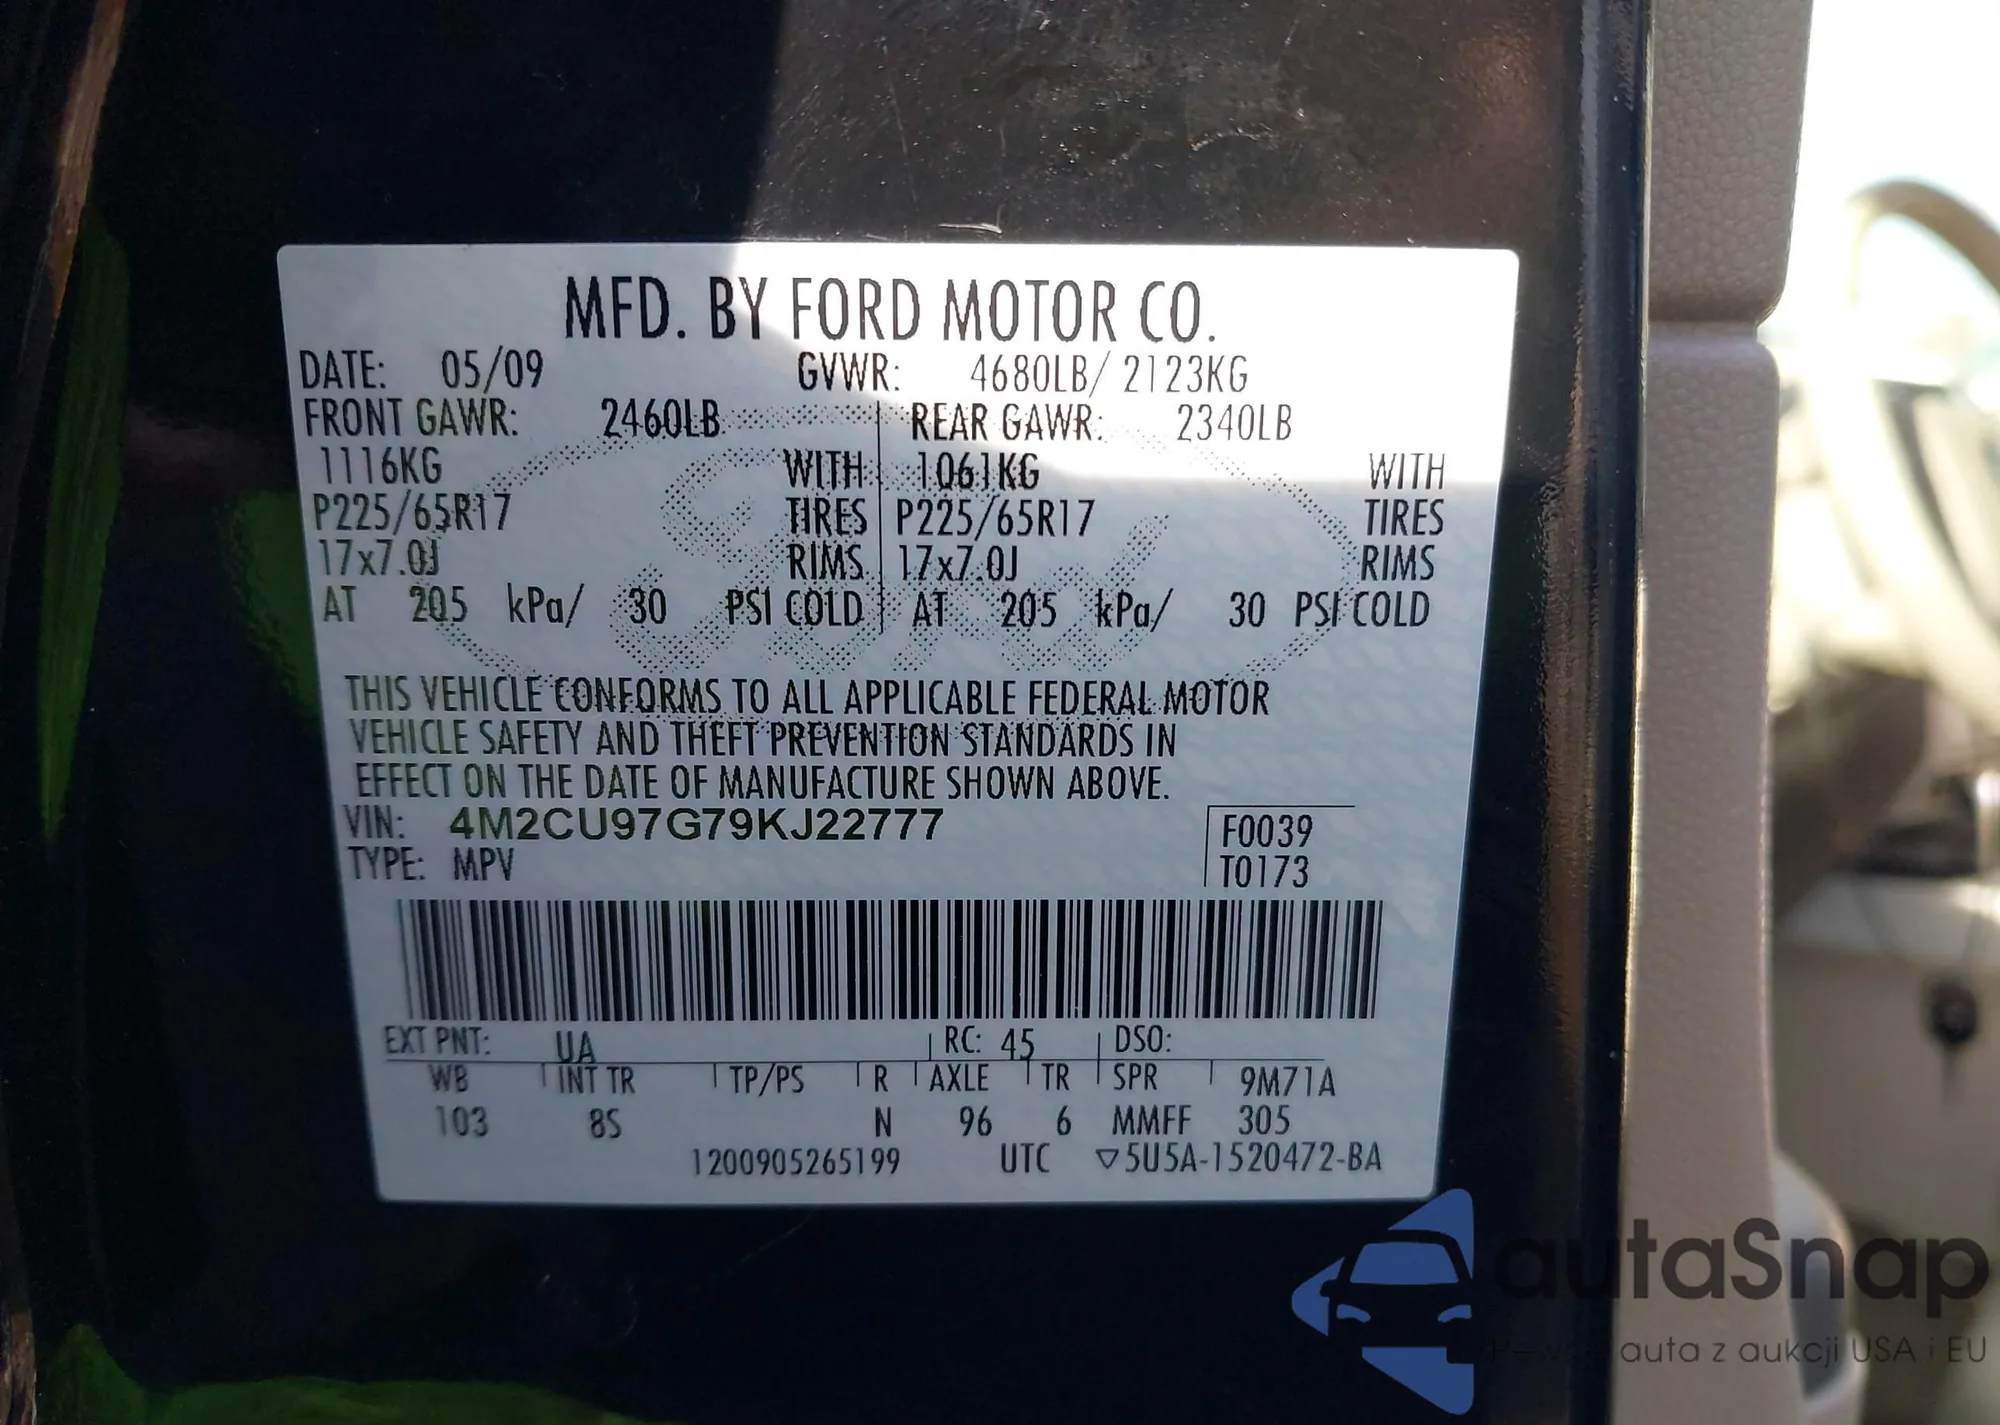 MFD. BY FORD MOTOR CO.
DATE: 05/09 GVWR: 4680LB/ 2123KG
FRONT GAWR: 2460LB REAR GAWR: 2340LB
1116KG WITH 1061KG WITH
P225/65R17 TIRES P225/65R17 TIRES
17x7.0J RIMS 17x7.0J RIMS
AT 205 kPa/ 30 PSI COLD AT 205 kPa/ 30 PSI COLD
THIS VEHICLE CONFORMS TO ALL APPLICABLE FEDERAL MOTOR
VEHICLE SAFETY AND THEFT PREVENTION STANDARDS IN
EFFECT ON THE DATE OF MANUFACTURE SHOWN ABOVE.
VIN: 4M2CU97G79KJ22777 F0039
TYPE: MPV T0173
EXT PNT: UA RC: 45 DSO:
WB INT TR TP/PS R AXLE TR SPR 9M71A
103 8S N 96 6 MMFF 305
1200905265199 UTC ▽5U5A-1520472-BA
autaSnap
auta z aukcji USA i EU